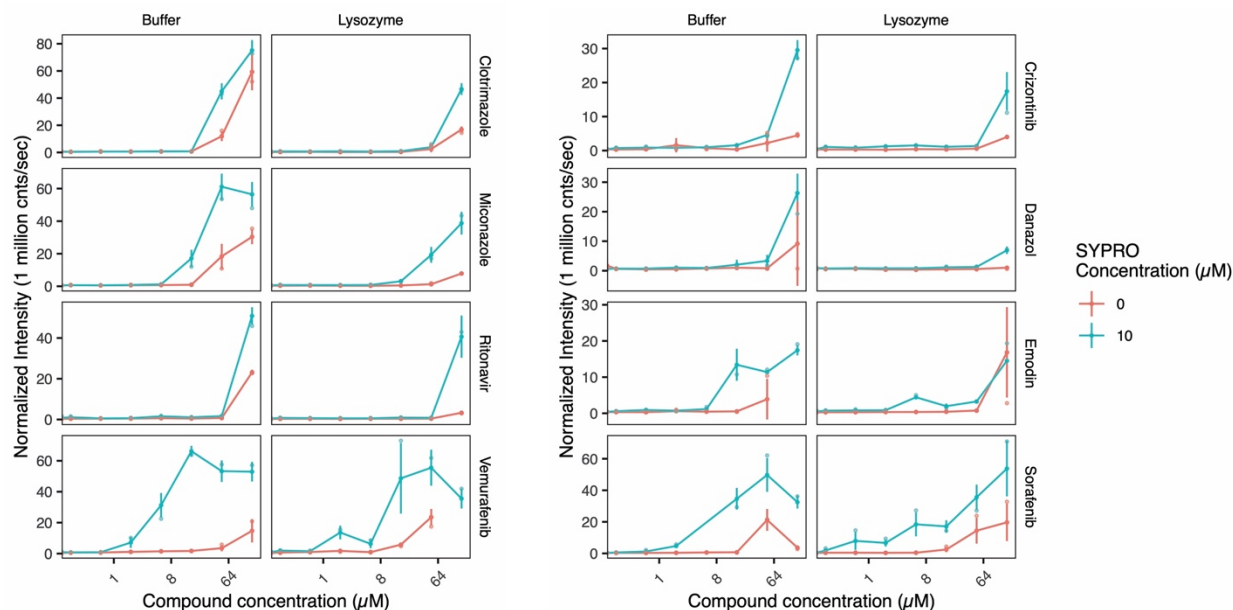 Buffer
Lysozyme
Normalized Intensity (1 million cnts/sec)
80
60
40
20
0
Clotrimazole
60
40
20
0
Miconazole
40
20
0
Ritonavir
60
40
20
0
Vemurafenib
1
8
64
1
8
64
Compound concentration (µM)
Buffer
Lysozyme
Normalized Intensity (1 million cnts/sec)
30
20
10
0
Crizontinib
30
20
10
0
Danazol
30
20
10
0
Emodin
60
40
20
0
Sorafenib
1
8
64
1
8
64
Compound concentration (µM)
SYPRO
Concentration (µM)
0
10